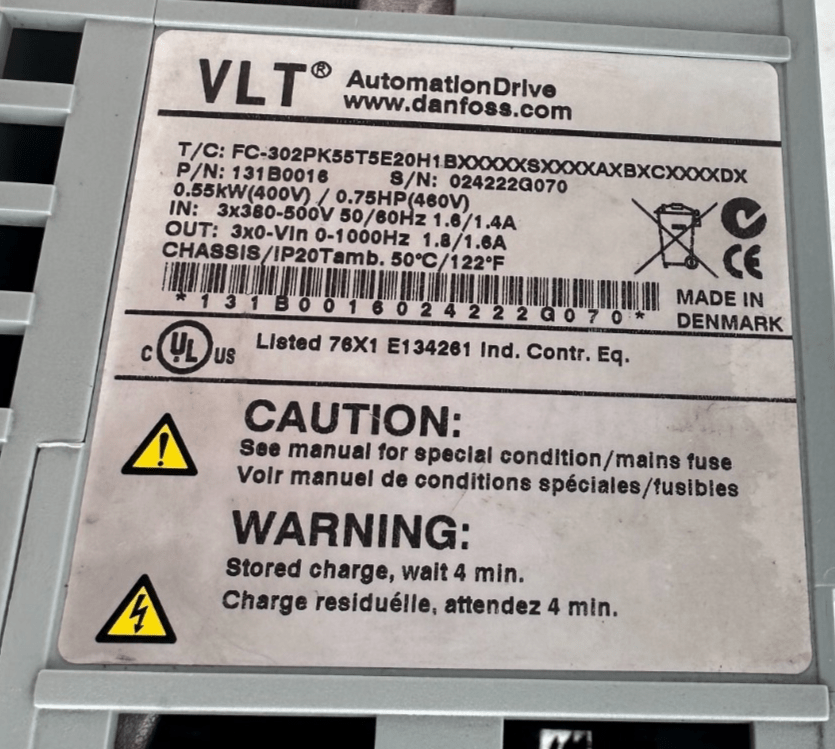 VLT® AutomationDrive
www.danfoss.com
T/C: FC-302PK55T5E20H1BXXXXXSXXXXAXBXCXXXXDX
P/N: 131B0016 S/N: 024222G070
0.55kW(400V) / 0.75HP(460V)
IN: 3x380-500V 50/60Hz 1.6/1.4A
OUT: 3x0-Vin 0-1000Hz 1.8/1.6A
CHASSIS/IP20Tamb. 50°C/122°F
*131B0016024222G070*
CE
MADE IN
DENMARK
C UL US Listed 76X1 E134261 Ind. Contr. Eq.
CAUTION:
See manual for special condition/mains fuse
Voir manuel de conditions spéciales/fusibles
WARNING:
Stored charge, wait 4 min.
Charge residuélle, attendez 4 min.